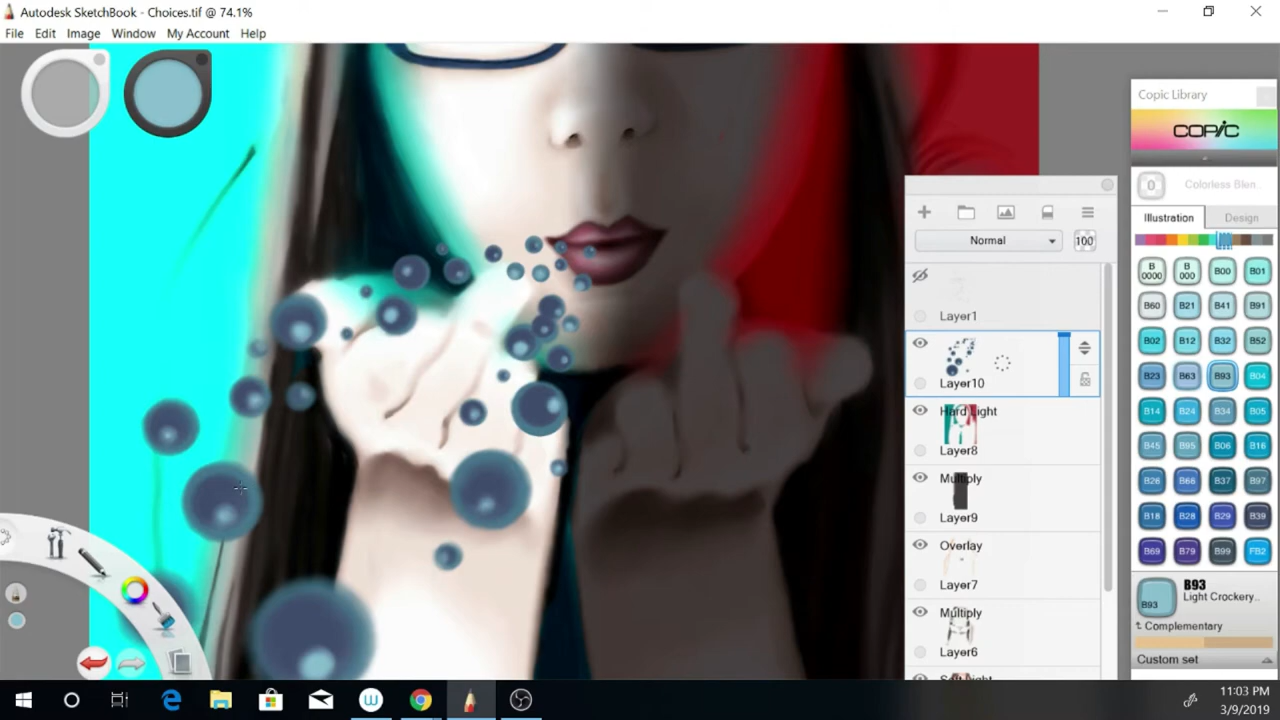 Autodesk SketchBook - Choices.tif @ 74.1%
File Edit Image Window My Account Help
Copic Library
COPIC
0 Colorless Blen..
Illustration Design
Normal 100
Layer1
Layer10
Hard Light
Layer8
Multiply
Layer9
Overlay
Layer7
Multiply
Layer6
B 0000 B 000 B00 B01
B60 B21 B41 B91
B02 B12 B32 B52
B23 B63 B93 B04
B14 B24 B34 B05
B45 B95 B06 B16
B26 B66 B37 B97
B18 B28 B29 B39
B69 B79 B99 FB2
B93
B93
Light Crockery..
Complementary
Custom set
11:03 PM
3/9/2019